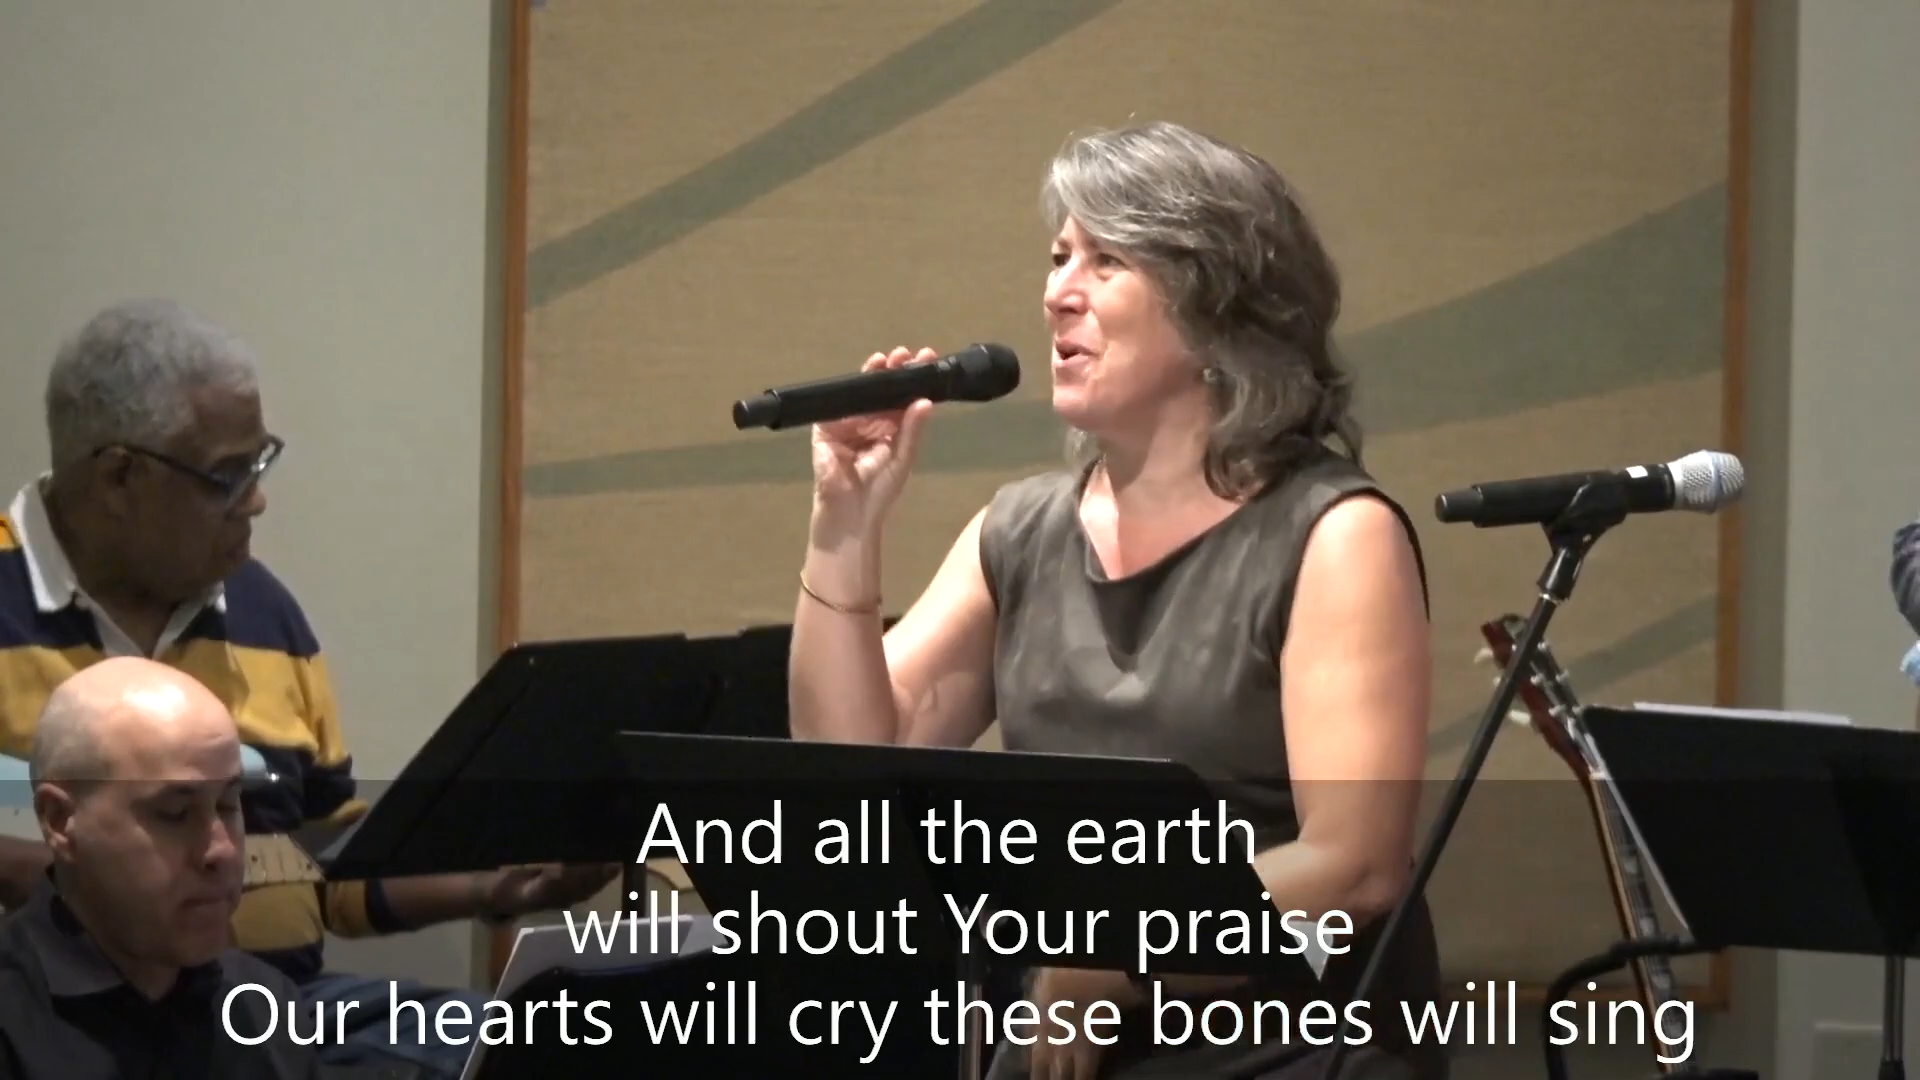 And all the earth
will shout Your praise
Our hearts will cry these bones will sing